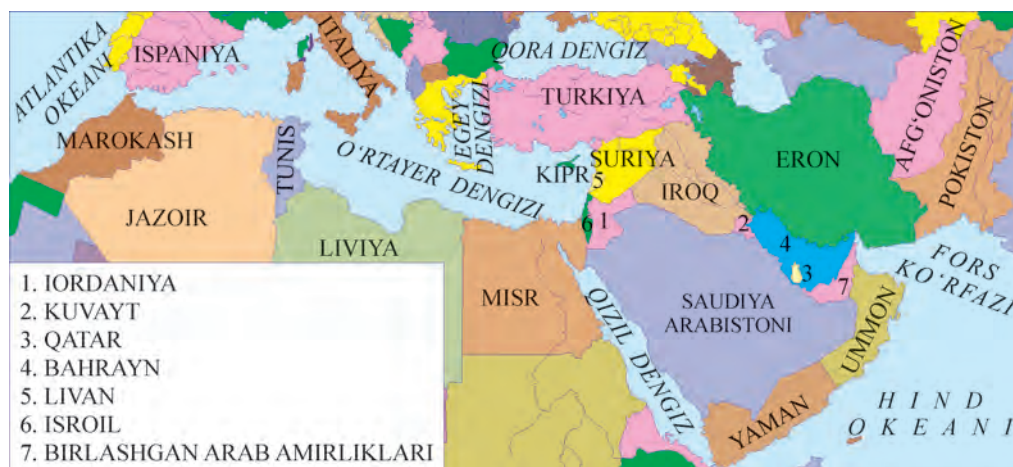 ATLANTIKA
OKEANI
ISPANIYA
ITALIYA
QORA DENGIZ
TURKIYA
EGEY
DENGIZI
AFG‘ONISTON
POKISTON
MAROKASH
TUNIS
O‘RTAYER DENGIZI
KIPR
SURIYA
5
IROQ
ERON
JAZOIR
LIVIYA
6
1
2
4
3
7
FORS
KO‘RFAZI
MISR
QIZIL DENGIZ
SAUDIYA
ARABISTONI
UMMON
YAMAN
HIND
OKEANI
1. IORDANIYA
2. KUVAYT
3. QATAR
4. BAHRAYN
5. LIVAN
6. ISROIL
7. BIRLASHGAN ARAB AMIRLIKLARI